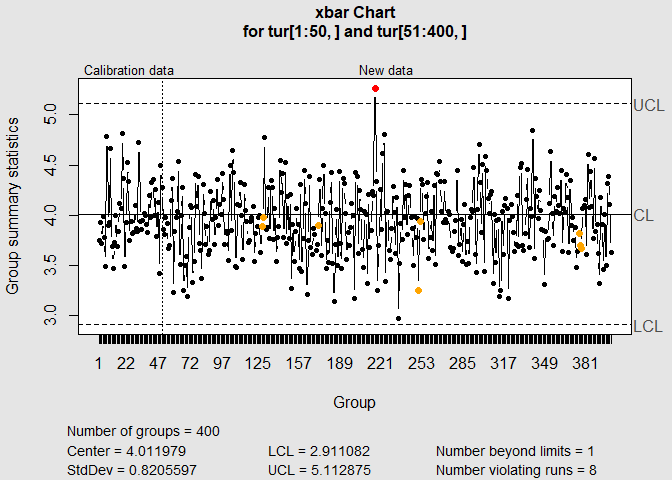 xbar Chart
for tur[1:50, ] and tur[51:400, ]
Calibration data New data
Group summary statistics
5.0
4.5
4.0
3.5
3.0
UCL
CL
LCL
1 22 47 72 97 125 157 189 221 253 285 317 349 381
Group
Number of groups = 400
Center = 4.011979 LCL = 2.911082 Number beyond limits = 1
StdDev = 0.8205597 UCL = 5.112875 Number violating runs = 8